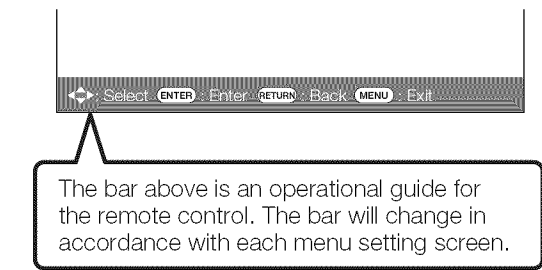 : Select ENTER : Enter RETURN : Back MENU : Exit
The bar above is an operational guide for
the remote control. The bar will change in
accordance with each menu setting screen.